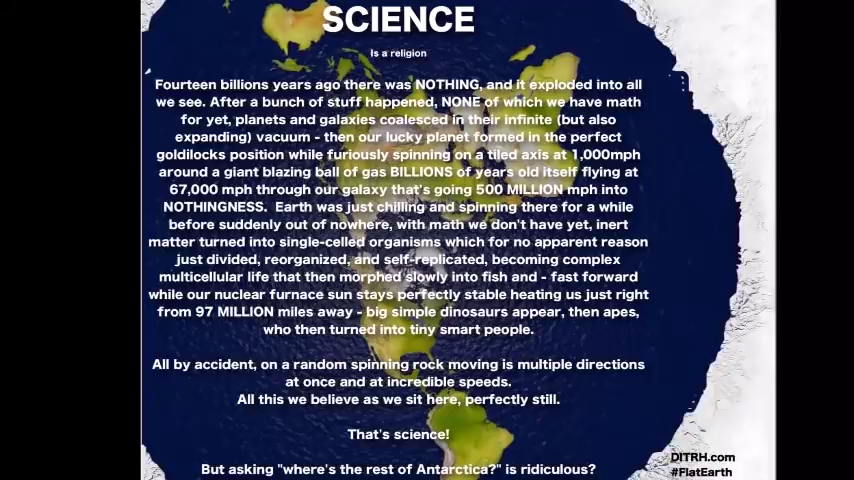 SCIENCE
Is a religion
Fourteen billions years ago there was NOTHING, and it exploded into all
we see. After a bunch of stuff happened, NONE of which we have math
for yet, planets and galaxies coalesced in their infinite (but also
expanding) vacuum - then our lucky planet formed in the perfect
goldilocks position while furiously spinning on a tiled axis at 1,000mph
around a giant blazing ball of gas BILLIONS of years old itself flying at
67,000 mph through our galaxy that's going 500 MILLION mph into
NOTHINGNESS. Earth was just chilling and spinning there for a while
before suddenly out of nowhere, with math we don't have yet, inert
matter turned into single-celled organisms which for no apparent reason
just divided, reorganized, and self-replicated, becoming complex
multicellular life that then morphed slowly into fish and - fast forward
while our nuclear furnace sun stays perfectly stable heating us just right
from 97 MILLION miles away - big simple dinosaurs appear, then apes,
who then turned into tiny smart people.
All by accident, on a random spinning rock moving is multiple directions
at once and at incredible speeds.
All this we believe as we sit here, perfectly still.
That's science!
But asking "where's the rest of Antarctica?" is ridiculous?
DITRH.com
#FlatEarth